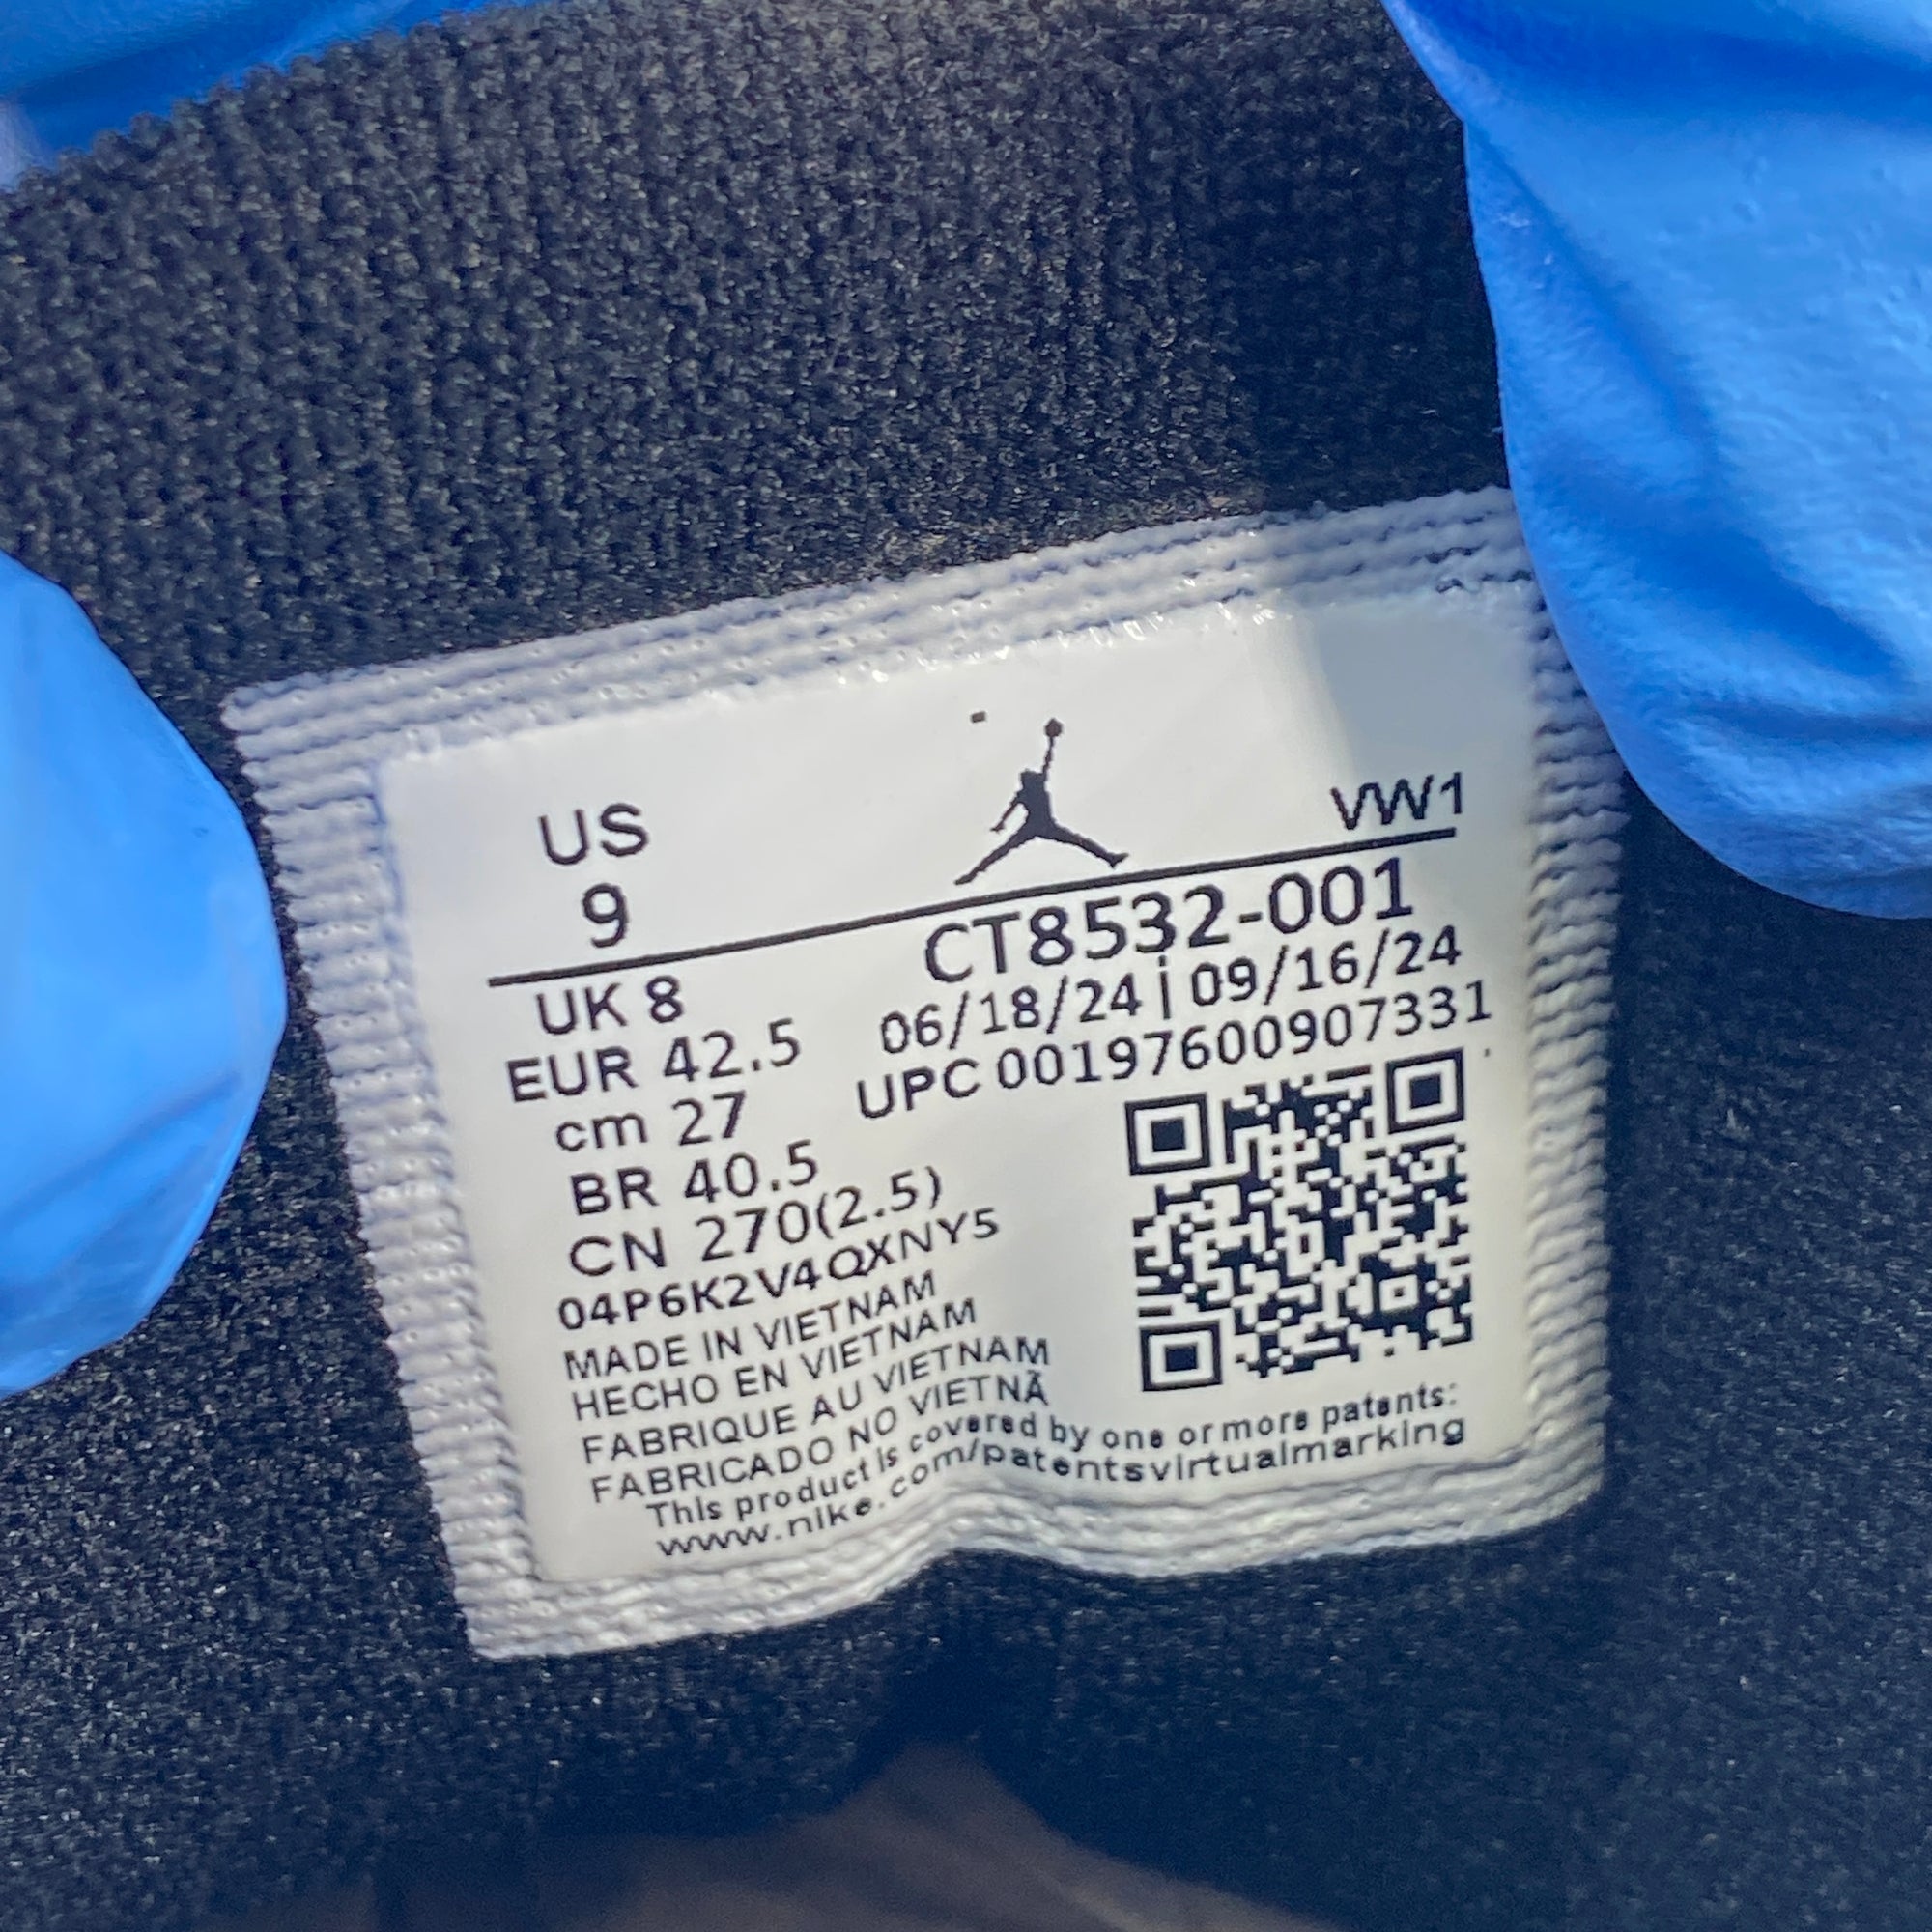 US
9
VW1
CT8532-001
06/18/24 | 09/16/24
UPC 00197600907331
UK 8
EUR 42.5
cm 27
BR 40.5
CN 270(2.5)
04P6K2V4QXNY5
MADE IN VIETNAM
HECHO EN VIETNAM
FABRIQUE AU VIETNAM
FABRICADO NO VIETNÃ
This product is covered by one or more patents:
www.nike.com/patentsvirtualmarking